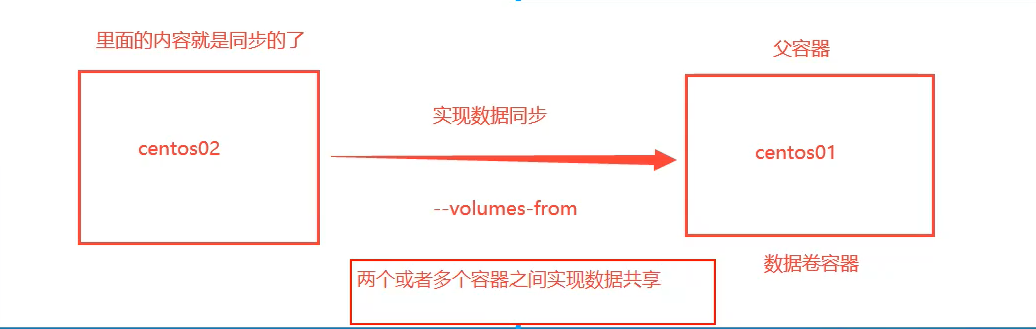 里面的内容就是同步的了
父容器
实现数据同步
centos02
centos01
--volumes-from
数据卷容器
两个或者多个容器之间实现数据共享